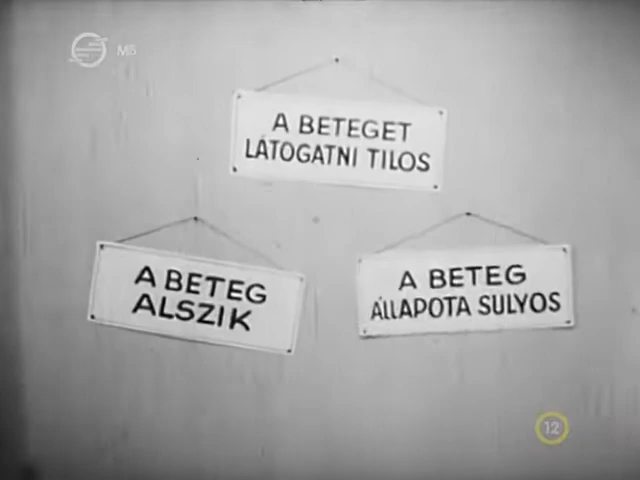 M5
A BETEGET
LÁTOGATNI TILOS
A BETEG
ALSZIK
A BETEG
ÁLLAPOTA SULYOS
12